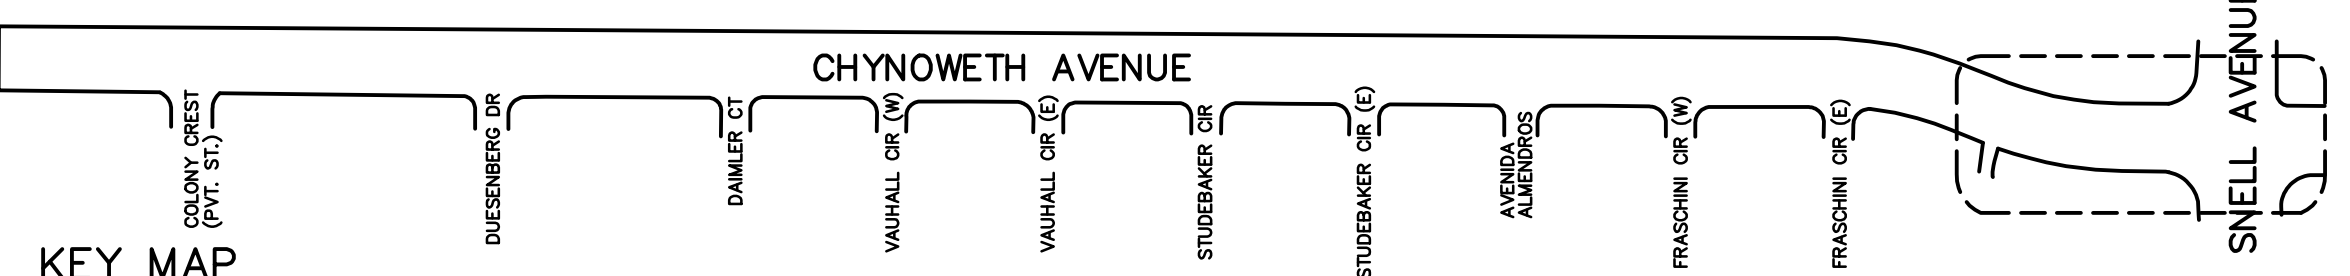 CHYNOWETH AVENUE
COLONY CREST
(PVT. ST.)
DUESENBERG DR
DAIMLER CT
VAUHALL CIR (W)
VAUHALL CIR (E)
STUDEBAKER CIR
STUDEBAKER CIR (E)
AVENIDA
ALMENDROS
FRASCHINI CIR (W)
FRASCHINI CIR (E)
SNELL AVENUE
KEY MAP